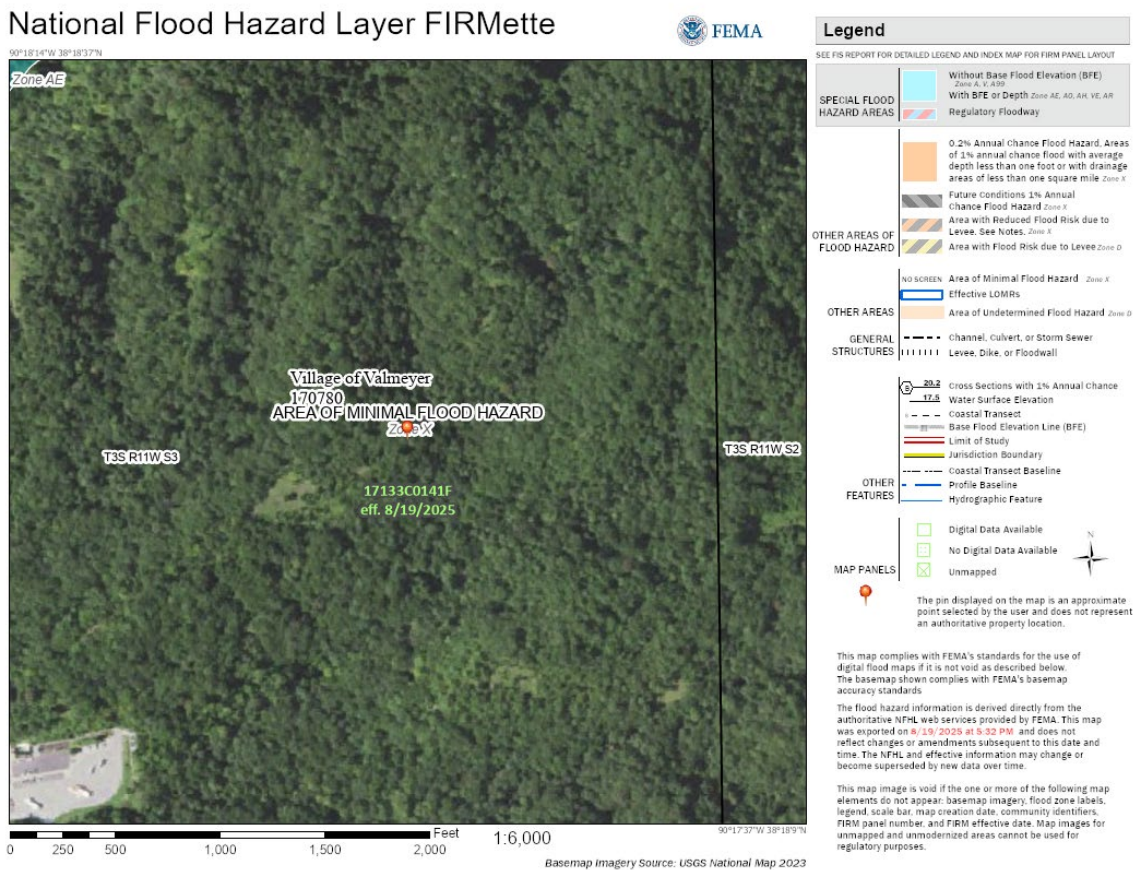 National Flood Hazard Layer FIRMette
FEMA
90°18'14"W 38°18'37"N
Zone AE
Village of Valmeyer
170780
AREA OF MINIMAL FLOOD HAZARD
Zone X
T3S R11W S3
T3S R11W S2
17133C0141F
eff. 8/19/2025
90°17'37"W 38°18'9"N
Feet
1:6,000
0 250 500 1,000 1,500 2,000
Basemap Imagery Source: USGS National Map 2023
Legend
SEE FIS REPORT FOR DETAILED LEGEND AND INDEX MAP FOR FIRM PANEL LAYOUT
SPECIAL FLOOD
HAZARD AREAS
Without Base Flood Elevation (BFE)
Zone A, V, A99
With BFE or Depth Zone AE, AO, AH, VE, AR
Regulatory Floodway
OTHER AREAS OF
FLOOD HAZARD
0.2% Annual Chance Flood Hazard, Areas
of 1% annual chance flood with average
depth less than one foot or with drainage
areas of less than one square mile Zone X
Future Conditions 1% Annual
Chance Flood Hazard Zone X
Area with Reduced Flood Risk due to
Levee. See Notes. Zone X
Area with Flood Risk due to Levee Zone D
OTHER AREAS
NO SCREEN Area of Minimal Flood Hazard Zone X
Effective LOMRs
Area of Undetermined Flood Hazard Zone D
GENERAL
STRUCTURES
Channel, Culvert, or Storm Sewer
Levee, Dike, or Floodwall
OTHER
FEATURES
B 20.2 Cross Sections with 1% Annual Chance
17.5 Water Surface Elevation
8 Coastal Transect
Base Flood Elevation Line (BFE)
Limit of Study
Jurisdiction Boundary
Coastal Transect Baseline
Profile Baseline
Hydrographic Feature
MAP PANELS
Digital Data Available
No Digital Data Available
Unmapped
N
The pin displayed on the map is an approximate
point selected by the user and does not represent
an authoritative property location.
This map complies with FEMA's standards for the use of
digital flood maps if it is not void as described below.
The basemap shown complies with FEMA's basemap
accuracy standards
The flood hazard information is derived directly from the
authoritative NFHL web services provided by FEMA. This map
was exported on 8/19/2025 at 5:32 PM and does not
reflect changes or amendments subsequent to this date and
time. The NFHL and effective information may change or
become superseded by new data over time.
This map image is void if the one or more of the following map
elements do not appear: basemap imagery, flood zone labels,
legend, scale bar, map creation date, community identifiers,
FIRM panel number, and FIRM effective date. Map images for
unmapped and unmodernized areas cannot be used for
regulatory purposes.